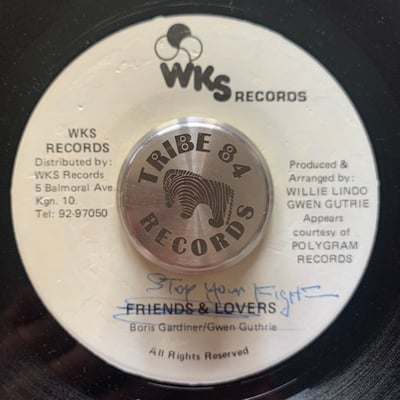 WKS RECORDS
WKS
RECORDS
Distributed by:
WKS Records
5 Balmoral Ave.
Kgn. 10.
Tel: 92-97050
TRIBE 84
RECORDS
Produced &
Arranged by:
WILLIE LINDO
GWEN GUTRIE
Appears
courtesy of
POLYGRAM
RECORDS
Stop your Fight
FRIENDS & LOVERS
Boris Gardiner/Gwen Guthrie
All Rights Reserved